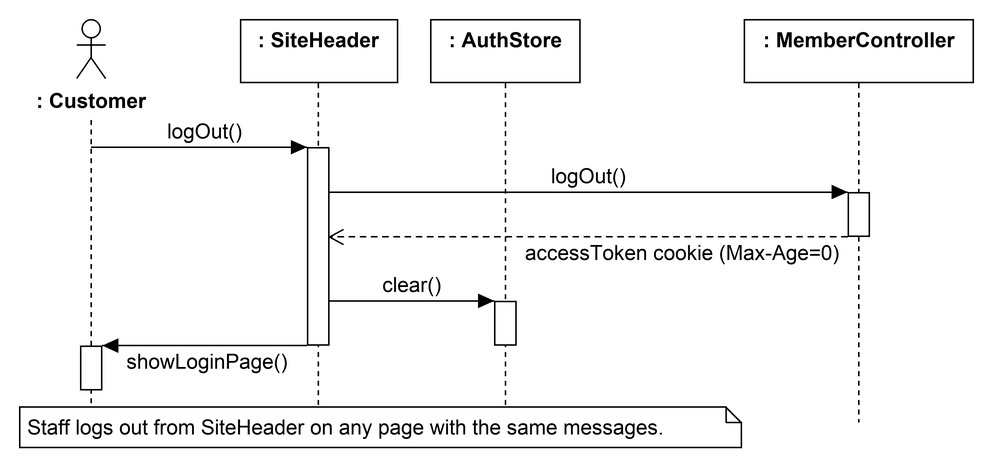 : SiteHeader
: AuthStore
: MemberController
: Customer
logOut()
logOut()
accessToken cookie (Max-Age=0)
clear()
showLoginPage()
Staff logs out from SiteHeader on any page with the same messages.